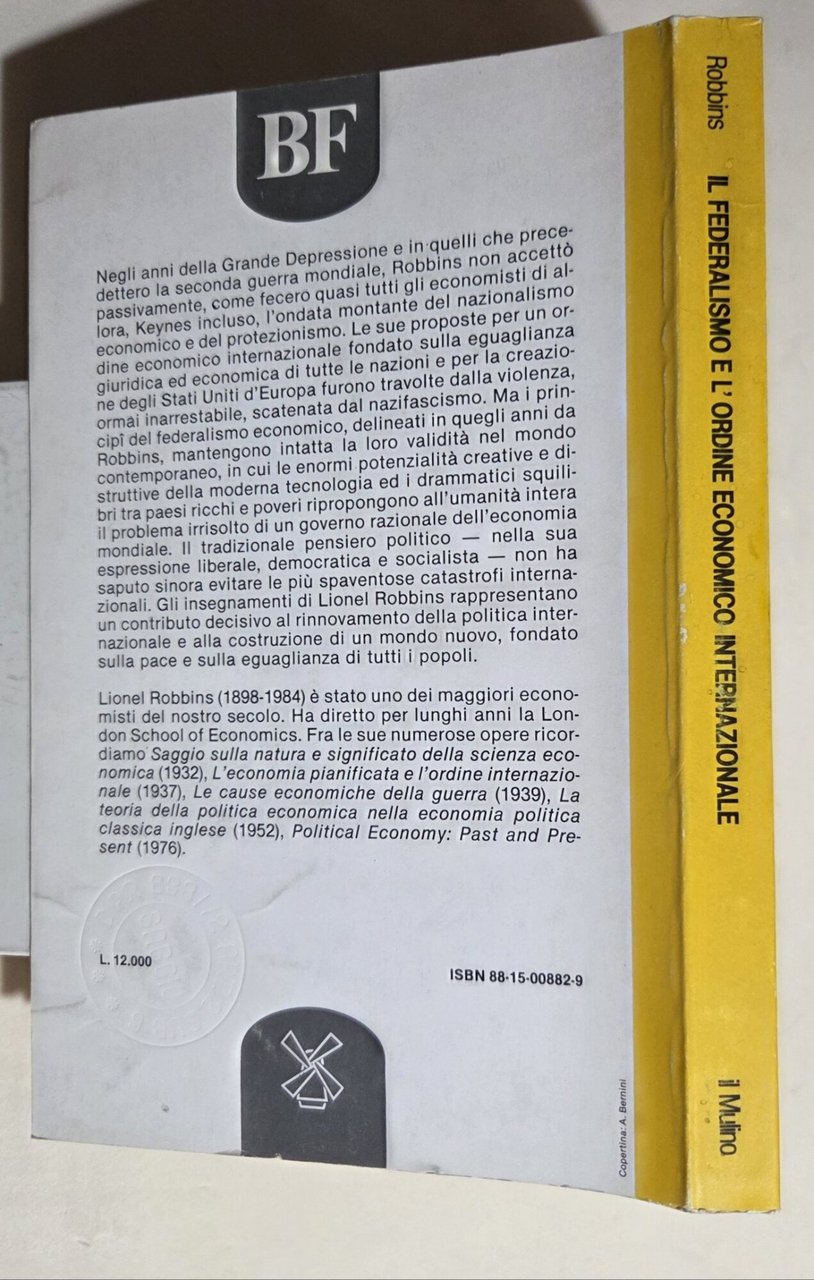 BF
Negli anni della Grande Depressione e in quelli che prece-
dettero la seconda guerra mondiale, Robbins non accettò
passivamente, come fecero quasi tutti gli economisti di al-
lora, Keynes incluso, l'ondata montante del nazionalismo
economico e del protezionismo. Le sue proposte per un or-
dine economico internazionale fondato sulla eguaglianza
giuridica ed economica di tutte le nazioni e per la creazio-
ne degli Stati Uniti d'Europa furono travolte dalla violenza,
ormai inarrestabile, scatenata dal nazifascismo. Ma i prin-
cipî del federalismo economico, delineati in quegli anni da
Robbins, mantengono intatta la loro validità nel mondo
contemporaneo, in cui le enormi potenzialità creative e di-
struttive della moderna tecnologia ed i drammatici squili-
bri tra paesi ricchi e poveri ripropongono all'umanità intera
il problema irrisolto di un governo razionale dell'economia
mondiale. Il tradizionale pensiero politico — nella sua
espressione liberale, democratica e socialista — non ha
saputo sinora evitare le più spaventose catastrofi interna-
zionali. Gli insegnamenti di Lionel Robbins rappresentano
un contributo decisivo al rinnovamento della politica inter-
nazionale e alla costruzione di un mondo nuovo, fondato
sulla pace e sulla eguaglianza di tutti i popoli.
Lionel Robbins (1898-1984) è stato uno dei maggiori econo-
misti del nostro secolo. Ha diretto per lunghi anni la Lon-
don School of Economics. Fra le sue numerose opere ricor-
diamo Saggio sulla natura e significato della scienza eco-
nomica (1932), L'economia pianificata e l'ordine internazio-
nale (1937), Le cause economiche della guerra (1939), La
teoria della politica economica nella economia politica
classica inglese (1952), Political Economy: Past and Pre-
sent (1976).
L. 12.000
ISBN 88-15-00882-9
Copertina: A. Bernini
Robbins
IL FEDERALISMO E L'ORDINE ECONOMICO INTERNAZIONALE
il Mulino